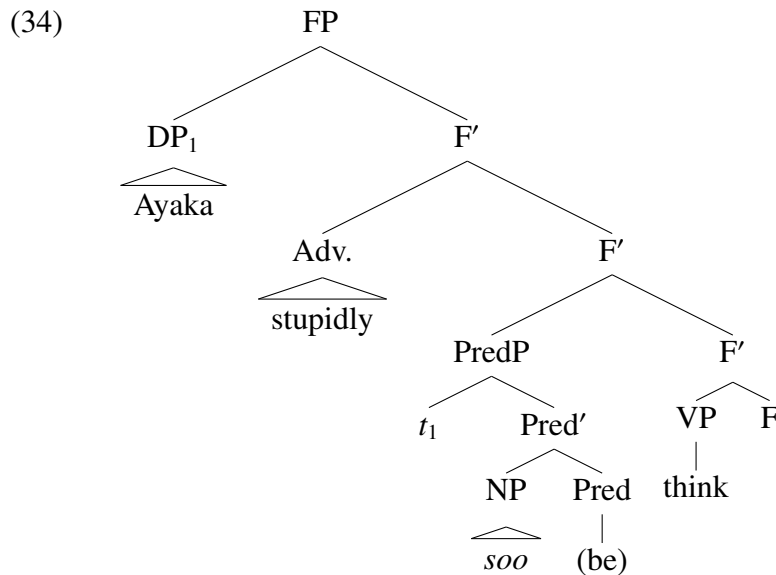 (34) FP
DP₁ F′
Ayaka
Adv. F′
stupidly
PredP F′
t₁ Pred′ VP F
NP Pred think
soo (be)